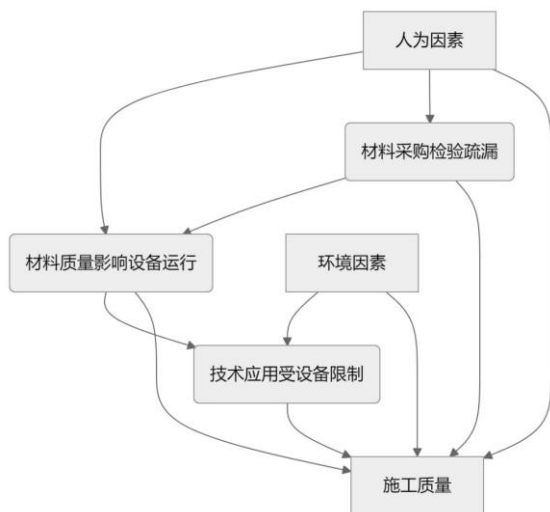 人为因素
材料采购检验疏漏
材料质量影响设备运行
环境因素
技术应用受设备限制
施工质量